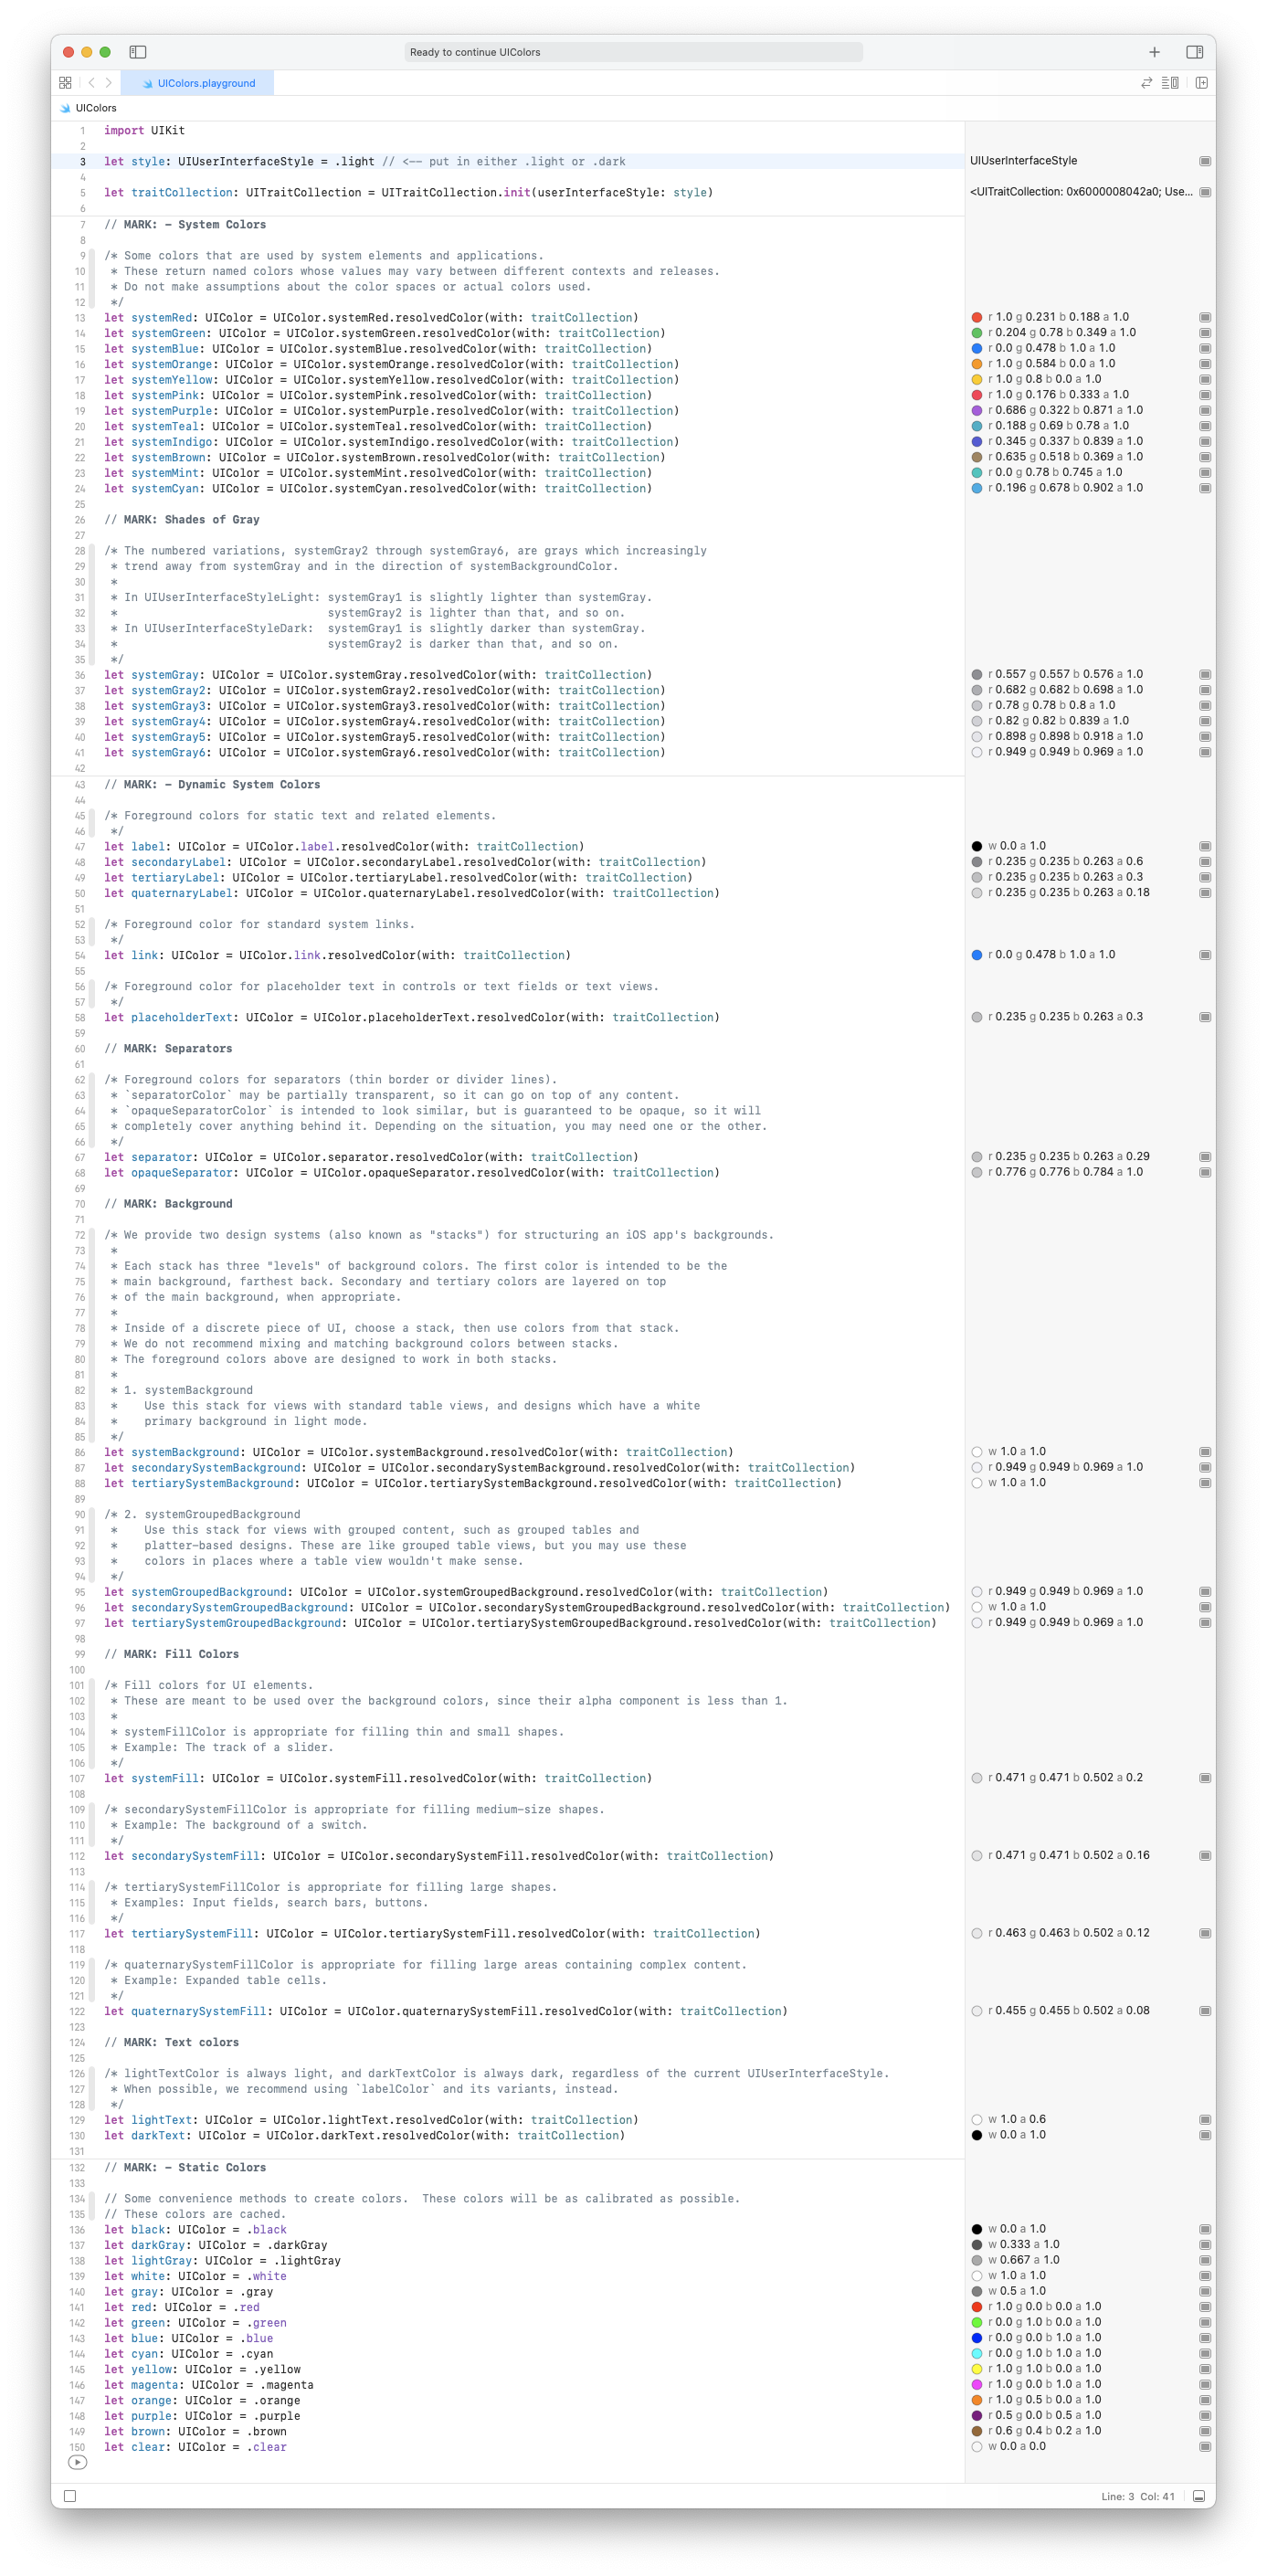 Ready to continue UIColors
UIColors.playground
UIColors
1 import UIKit
2
3 let style: UIUserInterfaceStyle = .light // <-- put in either .light or .dark UIUserInterfaceStyle
4
5 let traitCollection: UITraitCollection = UITraitCollection.init(userInterfaceStyle: style) <UITraitCollection: 0x6000008042a0; Use...
6
7 // MARK: - System Colors
8
9 /* Some colors that are used by system elements and applications.
10 * These return named colors whose values may vary between different contexts and releases.
11 * Do not make assumptions about the color spaces or actual colors used.
12 */
13 let systemRed: UIColor = UIColor.systemRed.resolvedColor(with: traitCollection) r 1.0 g 0.231 b 0.188 a 1.0
14 let systemGreen: UIColor = UIColor.systemGreen.resolvedColor(with: traitCollection) r 0.204 g 0.78 b 0.349 a 1.0
15 let systemBlue: UIColor = UIColor.systemBlue.resolvedColor(with: traitCollection) r 0.0 g 0.478 b 1.0 a 1.0
16 let systemOrange: UIColor = UIColor.systemOrange.resolvedColor(with: traitCollection) r 1.0 g 0.584 b 0.0 a 1.0
17 let systemYellow: UIColor = UIColor.systemYellow.resolvedColor(with: traitCollection) r 1.0 g 0.8 b 0.0 a 1.0
18 let systemPink: UIColor = UIColor.systemPink.resolvedColor(with: traitCollection) r 1.0 g 0.176 b 0.333 a 1.0
19 let systemPurple: UIColor = UIColor.systemPurple.resolvedColor(with: traitCollection) r 0.686 g 0.322 b 0.871 a 1.0
20 let systemTeal: UIColor = UIColor.systemTeal.resolvedColor(with: traitCollection) r 0.188 g 0.69 b 0.78 a 1.0
21 let systemIndigo: UIColor = UIColor.systemIndigo.resolvedColor(with: traitCollection) r 0.345 g 0.337 b 0.839 a 1.0
22 let systemBrown: UIColor = UIColor.systemBrown.resolvedColor(with: traitCollection) r 0.635 g 0.518 b 0.369 a 1.0
23 let systemMint: UIColor = UIColor.systemMint.resolvedColor(with: traitCollection) r 0.0 g 0.78 b 0.745 a 1.0
24 let systemCyan: UIColor = UIColor.systemCyan.resolvedColor(with: traitCollection) r 0.196 g 0.678 b 0.902 a 1.0
25
26 // MARK: Shades of Gray
27
28 /* The numbered variations, systemGray2 through systemGray6, are grays which increasingly
29 * trend away from systemGray and in the direction of systemBackgroundColor.
30 *
31 * In UIUserInterfaceStyleLight: systemGray1 is slightly lighter than systemGray.
32 * systemGray2 is lighter than that, and so on.
33 * In UIUserInterfaceStyleDark: systemGray1 is slightly darker than systemGray.
34 * systemGray2 is darker than that, and so on.
35 */
36 let systemGray: UIColor = UIColor.systemGray.resolvedColor(with: traitCollection) r 0.557 g 0.557 b 0.576 a 1.0
37 let systemGray2: UIColor = UIColor.systemGray2.resolvedColor(with: traitCollection) r 0.682 g 0.682 b 0.698 a 1.0
38 let systemGray3: UIColor = UIColor.systemGray3.resolvedColor(with: traitCollection) r 0.78 g 0.78 b 0.8 a 1.0
39 let systemGray4: UIColor = UIColor.systemGray4.resolvedColor(with: traitCollection) r 0.82 g 0.82 b 0.839 a 1.0
40 let systemGray5: UIColor = UIColor.systemGray5.resolvedColor(with: traitCollection) r 0.898 g 0.898 b 0.918 a 1.0
41 let systemGray6: UIColor = UIColor.systemGray6.resolvedColor(with: traitCollection) r 0.949 g 0.949 b 0.969 a 1.0
42
43 // MARK: - Dynamic System Colors
44
45 /* Foreground colors for static text and related elements.
46 */
47 let label: UIColor = UIColor.label.resolvedColor(with: traitCollection) w 0.0 a 1.0
48 let secondaryLabel: UIColor = UIColor.secondaryLabel.resolvedColor(with: traitCollection) r 0.235 g 0.235 b 0.263 a 0.6
49 let tertiaryLabel: UIColor = UIColor.tertiaryLabel.resolvedColor(with: traitCollection) r 0.235 g 0.235 b 0.263 a 0.3
50 let quaternaryLabel: UIColor = UIColor.quaternaryLabel.resolvedColor(with: traitCollection) r 0.235 g 0.235 b 0.263 a 0.18
51
52 /* Foreground color for standard system links.
53 */
54 let link: UIColor = UIColor.link.resolvedColor(with: traitCollection) r 0.0 g 0.478 b 1.0 a 1.0
55
56 /* Foreground color for placeholder text in controls or text fields or text views.
57 */
58 let placeholderText: UIColor = UIColor.placeholderText.resolvedColor(with: traitCollection) r 0.235 g 0.235 b 0.263 a 0.3
59
60 // MARK: Separators
61
62 /* Foreground colors for separators (thin border or divider lines).
63 * `separatorColor` may be partially transparent, so it can go on top of any content.
64 * `opaqueSeparatorColor` is intended to look similar, but is guaranteed to be opaque, so it will
65 * completely cover anything behind it. Depending on the situation, you may need one or the other.
66 */
67 let separator: UIColor = UIColor.separator.resolvedColor(with: traitCollection) r 0.235 g 0.235 b 0.263 a 0.29
68 let opaqueSeparator: UIColor = UIColor.opaqueSeparator.resolvedColor(with: traitCollection) r 0.776 g 0.776 b 0.784 a 1.0
69
70 // MARK: Background
71
72 /* We provide two design systems (also known as "stacks") for structuring an iOS app's backgrounds.
73 *
74 * Each stack has three "levels" of background colors. The first color is intended to be the
75 * main background, farthest back. Secondary and tertiary colors are layered on top
76 * of the main background, when appropriate.
77 *
78 * Inside of a discrete piece of UI, choose a stack, then use colors from that stack.
79 * We do not recommend mixing and matching background colors between stacks.
80 * The foreground colors above are designed to work in both stacks.
81 *
82 * 1. systemBackground
83 * Use this stack for views with standard table views, and designs which have a white
84 * primary background in light mode.
85 */
86 let systemBackground: UIColor = UIColor.systemBackground.resolvedColor(with: traitCollection) w 1.0 a 1.0
87 let secondarySystemBackground: UIColor = UIColor.secondarySystemBackground.resolvedColor(with: traitCollection) r 0.949 g 0.949 b 0.969 a 1.0
88 let tertiarySystemBackground: UIColor = UIColor.tertiarySystemBackground.resolvedColor(with: traitCollection) w 1.0 a 1.0
89
90 /* 2. systemGroupedBackground
91 * Use this stack for views with grouped content, such as grouped tables and
92 * platter-based designs. These are like grouped table views, but you may use these
93 * colors in places where a table view wouldn't make sense.
94 */
95 let systemGroupedBackground: UIColor = UIColor.systemGroupedBackground.resolvedColor(with: traitCollection) r 0.949 g 0.949 b 0.969 a 1.0
96 let secondarySystemGroupedBackground: UIColor = UIColor.secondarySystemGroupedBackground.resolvedColor(with: traitCollection) w 1.0 a 1.0
97 let tertiarySystemGroupedBackground: UIColor = UIColor.tertiarySystemGroupedBackground.resolvedColor(with: traitCollection) r 0.949 g 0.949 b 0.969 a 1.0
98
99 // MARK: Fill Colors
100
101 /* Fill colors for UI elements.
102 * These are meant to be used over the background colors, since their alpha component is less than 1.
103 *
104 * systemFillColor is appropriate for filling thin and small shapes.
105 * Example: The track of a slider.
106 */
107 let systemFill: UIColor = UIColor.systemFill.resolvedColor(with: traitCollection) r 0.471 g 0.471 b 0.502 a 0.2
108
109 /* secondarySystemFillColor is appropriate for filling medium-size shapes.
110 * Example: The background of a switch.
111 */
112 let secondarySystemFill: UIColor = UIColor.secondarySystemFill.resolvedColor(with: traitCollection) r 0.471 g 0.471 b 0.502 a 0.16
113
114 /* tertiarySystemFillColor is appropriate for filling large shapes.
115 * Examples: Input fields, search bars, buttons.
116 */
117 let tertiarySystemFill: UIColor = UIColor.tertiarySystemFill.resolvedColor(with: traitCollection) r 0.463 g 0.463 b 0.502 a 0.12
118
119 /* quaternarySystemFillColor is appropriate for filling large areas containing complex content.
120 * Example: Expanded table cells.
121 */
122 let quaternarySystemFill: UIColor = UIColor.quaternarySystemFill.resolvedColor(with: traitCollection) r 0.455 g 0.455 b 0.502 a 0.08
123
124 // MARK: Text colors
125
126 /* lightTextColor is always light, and darkTextColor is always dark, regardless of the current UIUserInterfaceStyle.
127 * When possible, we recommend using `labelColor` and its variants, instead.
128 */
129 let lightText: UIColor = UIColor.lightText.resolvedColor(with: traitCollection) w 1.0 a 0.6
130 let darkText: UIColor = UIColor.darkText.resolvedColor(with: traitCollection) w 0.0 a 1.0
131
132 // MARK: - Static Colors
133
134 // Some convenience methods to create colors.  These colors will be as calibrated as possible.
135 // These colors are cached.
136 let black: UIColor = .black w 0.0 a 1.0
137 let darkGray: UIColor = .darkGray w 0.333 a 1.0
138 let lightGray: UIColor = .lightGray w 0.667 a 1.0
139 let white: UIColor = .white w 1.0 a 1.0
140 let gray: UIColor = .gray w 0.5 a 1.0
141 let red: UIColor = .red r 1.0 g 0.0 b 0.0 a 1.0
142 let green: UIColor = .green r 0.0 g 1.0 b 0.0 a 1.0
143 let blue: UIColor = .blue r 0.0 g 0.0 b 1.0 a 1.0
144 let cyan: UIColor = .cyan r 0.0 g 1.0 b 1.0 a 1.0
145 let yellow: UIColor = .yellow r 1.0 g 1.0 b 0.0 a 1.0
146 let magenta: UIColor = .magenta r 1.0 g 0.0 b 1.0 a 1.0
147 let orange: UIColor = .orange r 1.0 g 0.5 b 0.0 a 1.0
148 let purple: UIColor = .purple r 0.5 g 0.0 b 0.5 a 1.0
149 let brown: UIColor = .brown r 0.6 g 0.4 b 0.2 a 1.0
150 let clear: UIColor = .clear w 0.0 a 0.0
Line: 3 Col: 41